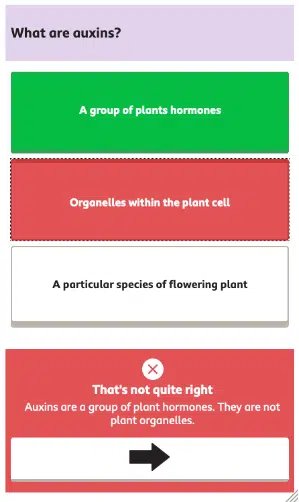 What are auxins?
A group of plants hormones
Organelles within the plant cell
A particular species of flowering plant
That's not quite right
Auxins are a group of plant hormones. They are not
plant organelles.